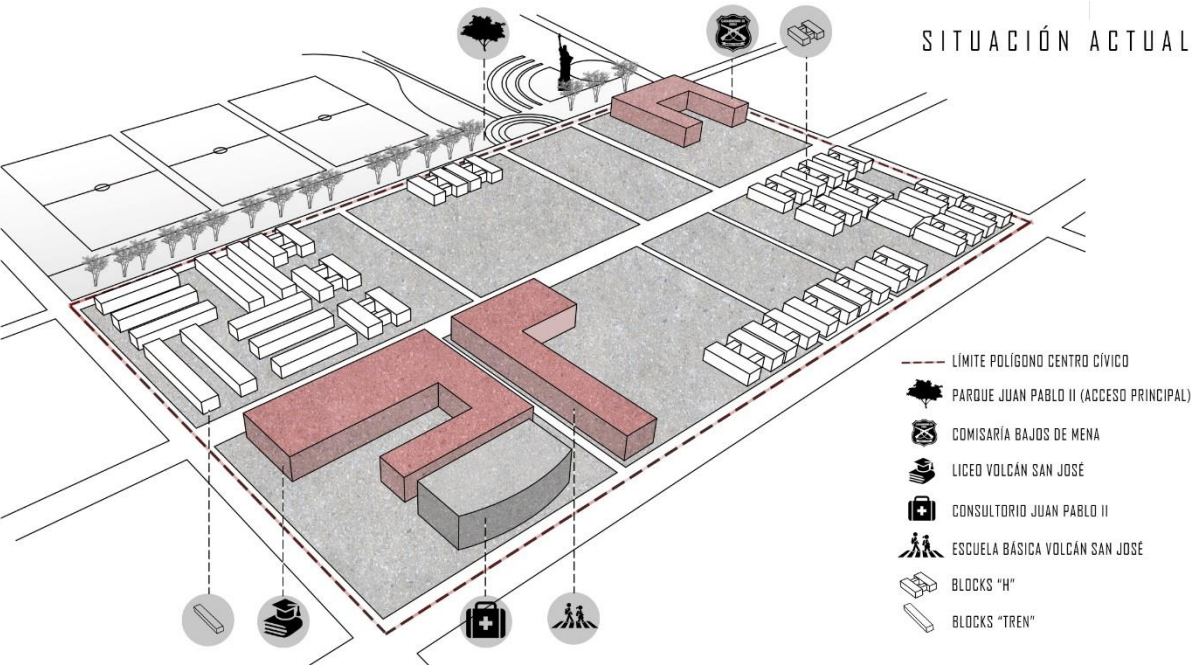 SITUACIÓN ACTUAL
LÍMITE POLÍGONO CENTRO CÍVICO
PARQUE JUAN PABLO II (ACCESO PRINCIPAL)
COMISARÍA BAJOS DE MENA
LICEO VOLCÁN SAN JOSÉ
CONSULTORIO JUAN PABLO II
ESCUELA BÁSICA VOLCÁN SAN JOSÉ
BLOCKS "H"
BLOCKS "TREN"